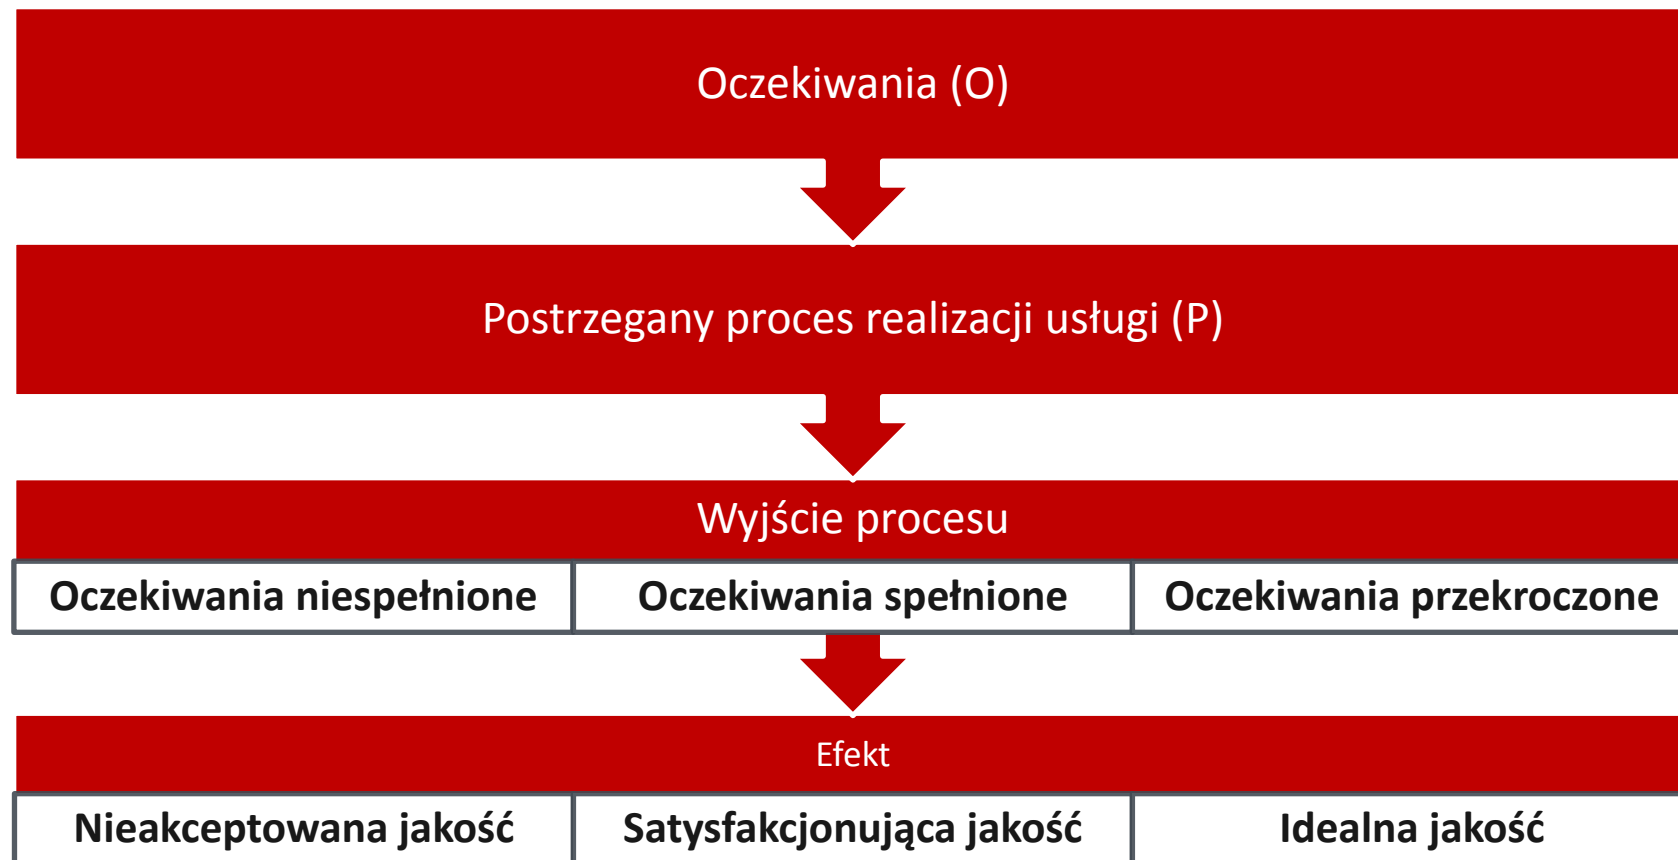 Oczekiwania (O)
Postrzegany proces realizacji usługi (P)
Wyjście procesu
Oczekiwania niespełnione
Oczekiwania spełnione
Oczekiwania przekroczone
Efekt
Nieakceptowana jakość
Satysfakcjonująca jakość
Idealna jakość